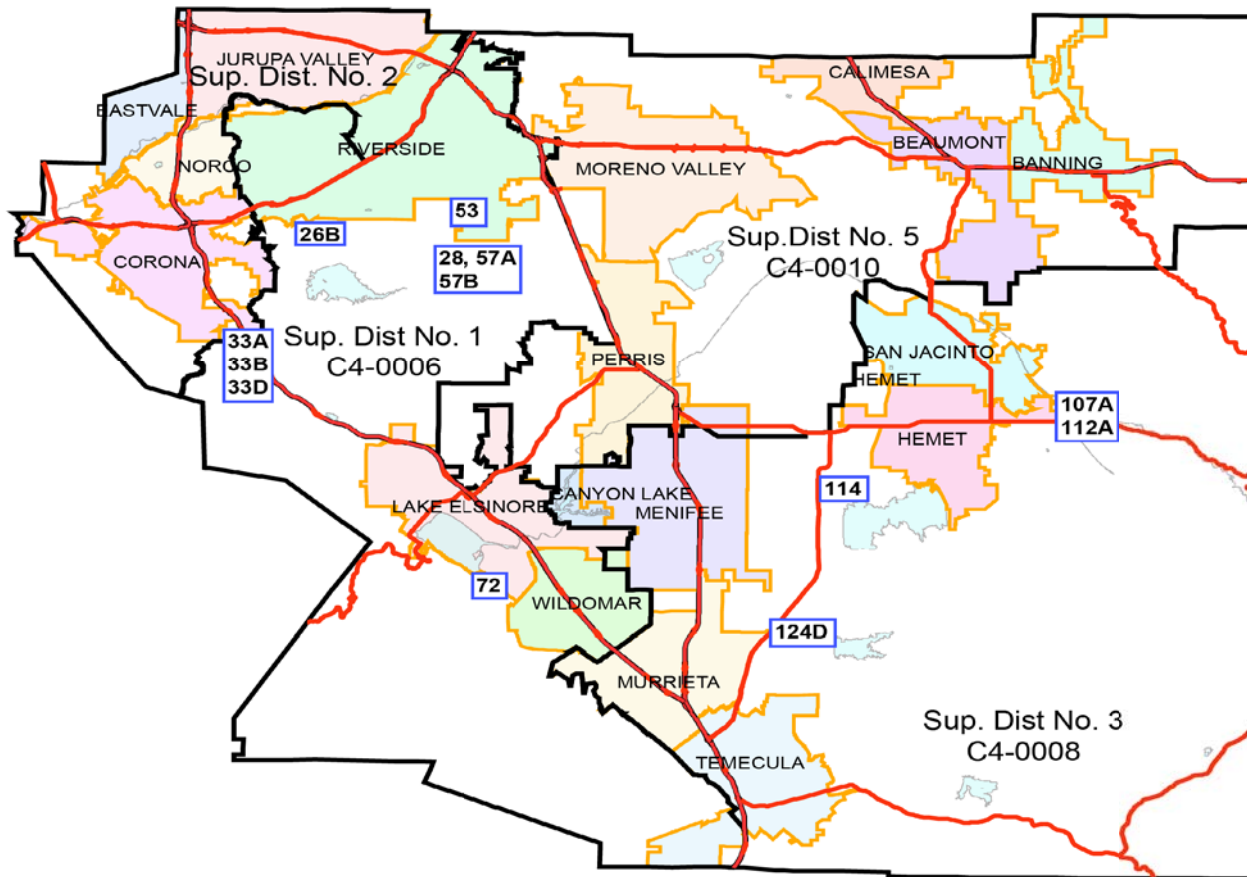 JURUPA VALLEY
Sup. Dist. No. 2
EASTVALE
NORCO
RIVERSIDE
CALIMESA
BEAUMONT
BANNING
MORENO VALLEY
53
26B
28, 57A
57B
CORONA
Sup.Dist No. 5
C4-0010
33A
33B
33D
Sup. Dist No. 1
C4-0006
PERRIS
SAN JACINTO
HEMET
107A
112A
HEMET
114
CANYON LAKE
LAKE ELSINORE
MENIFEE
72
WILDOMAR
124D
MURRIETA
Sup. Dist No. 3
C4-0008
TEMECULA